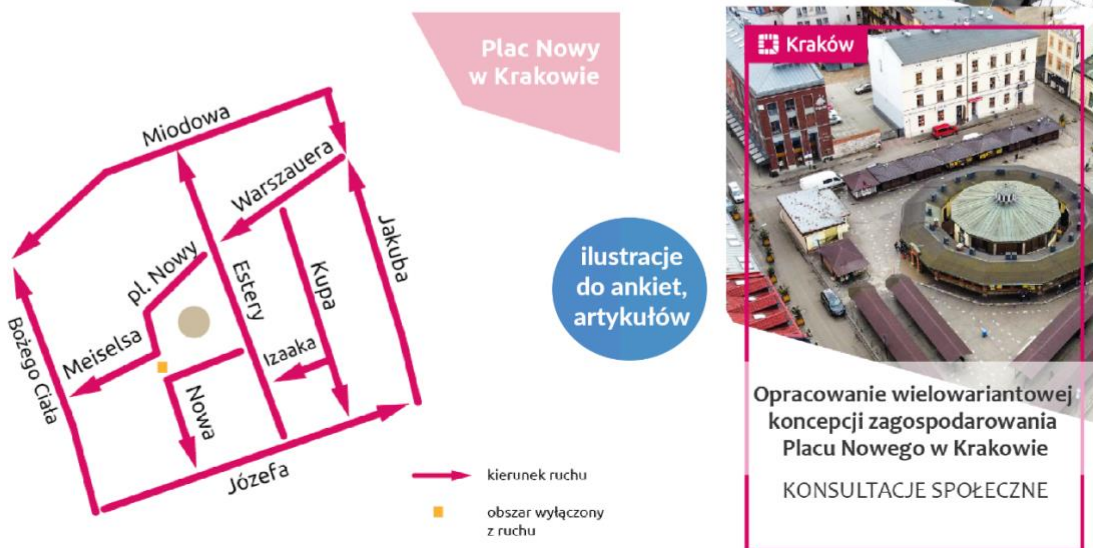 Plac Nowy
w Krakowie
Miodowa
Warszauera
Jakuba
pl. Nowy
Estery
Kupa
Bożego Ciała
Meiselsa
Izaaka
Nowa
Józefa
kierunek ruchu
obszar wyłączony
z ruchu
ilustracje
do ankiet,
artykułów
Kraków
Opracowanie wielowariantowej
koncepcji zagospodarowania
Placu Nowego w Krakowie
KONSULTACJE SPOŁECZNE